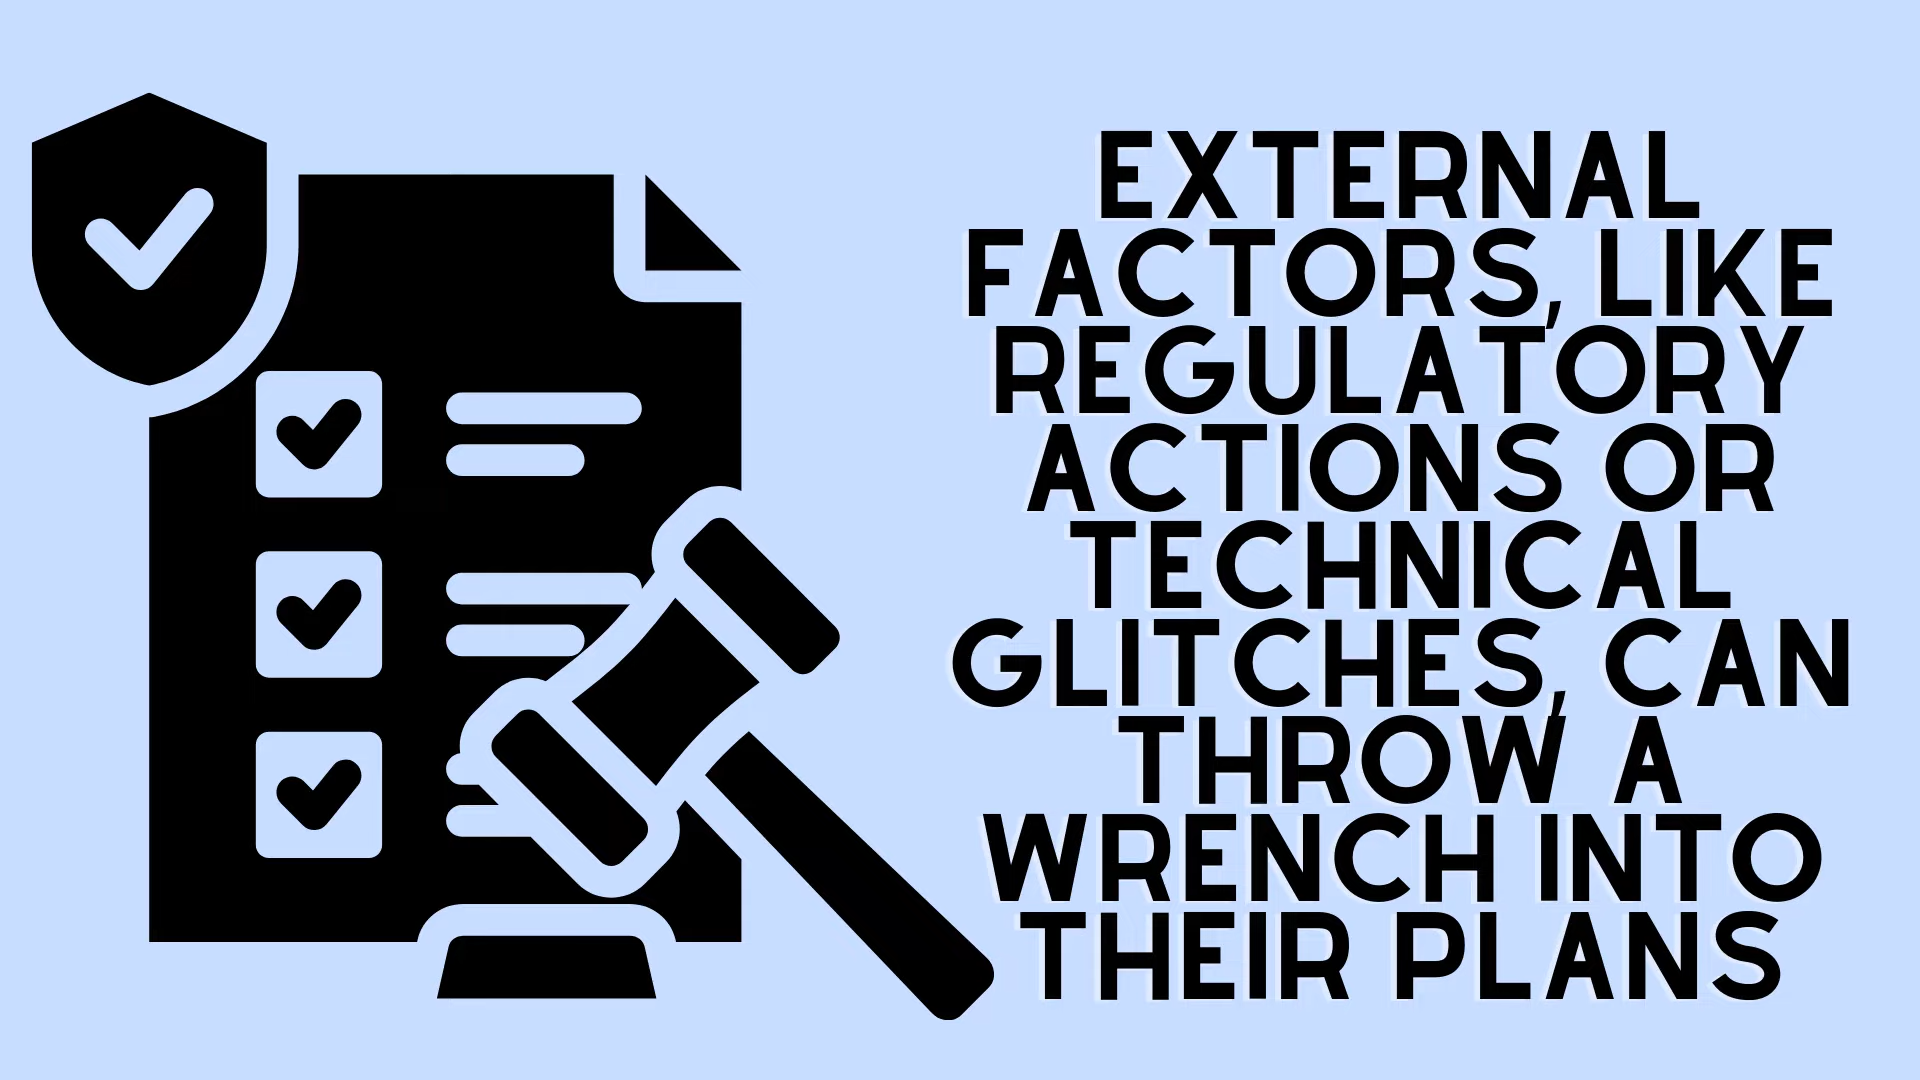 EXTERNAL
FACTORS, LIKE
REGULATORY
ACTIONS OR
TECHNICAL
GLITCHES, CAN
THROW A
WRENCH INTO
THEIR PLANS